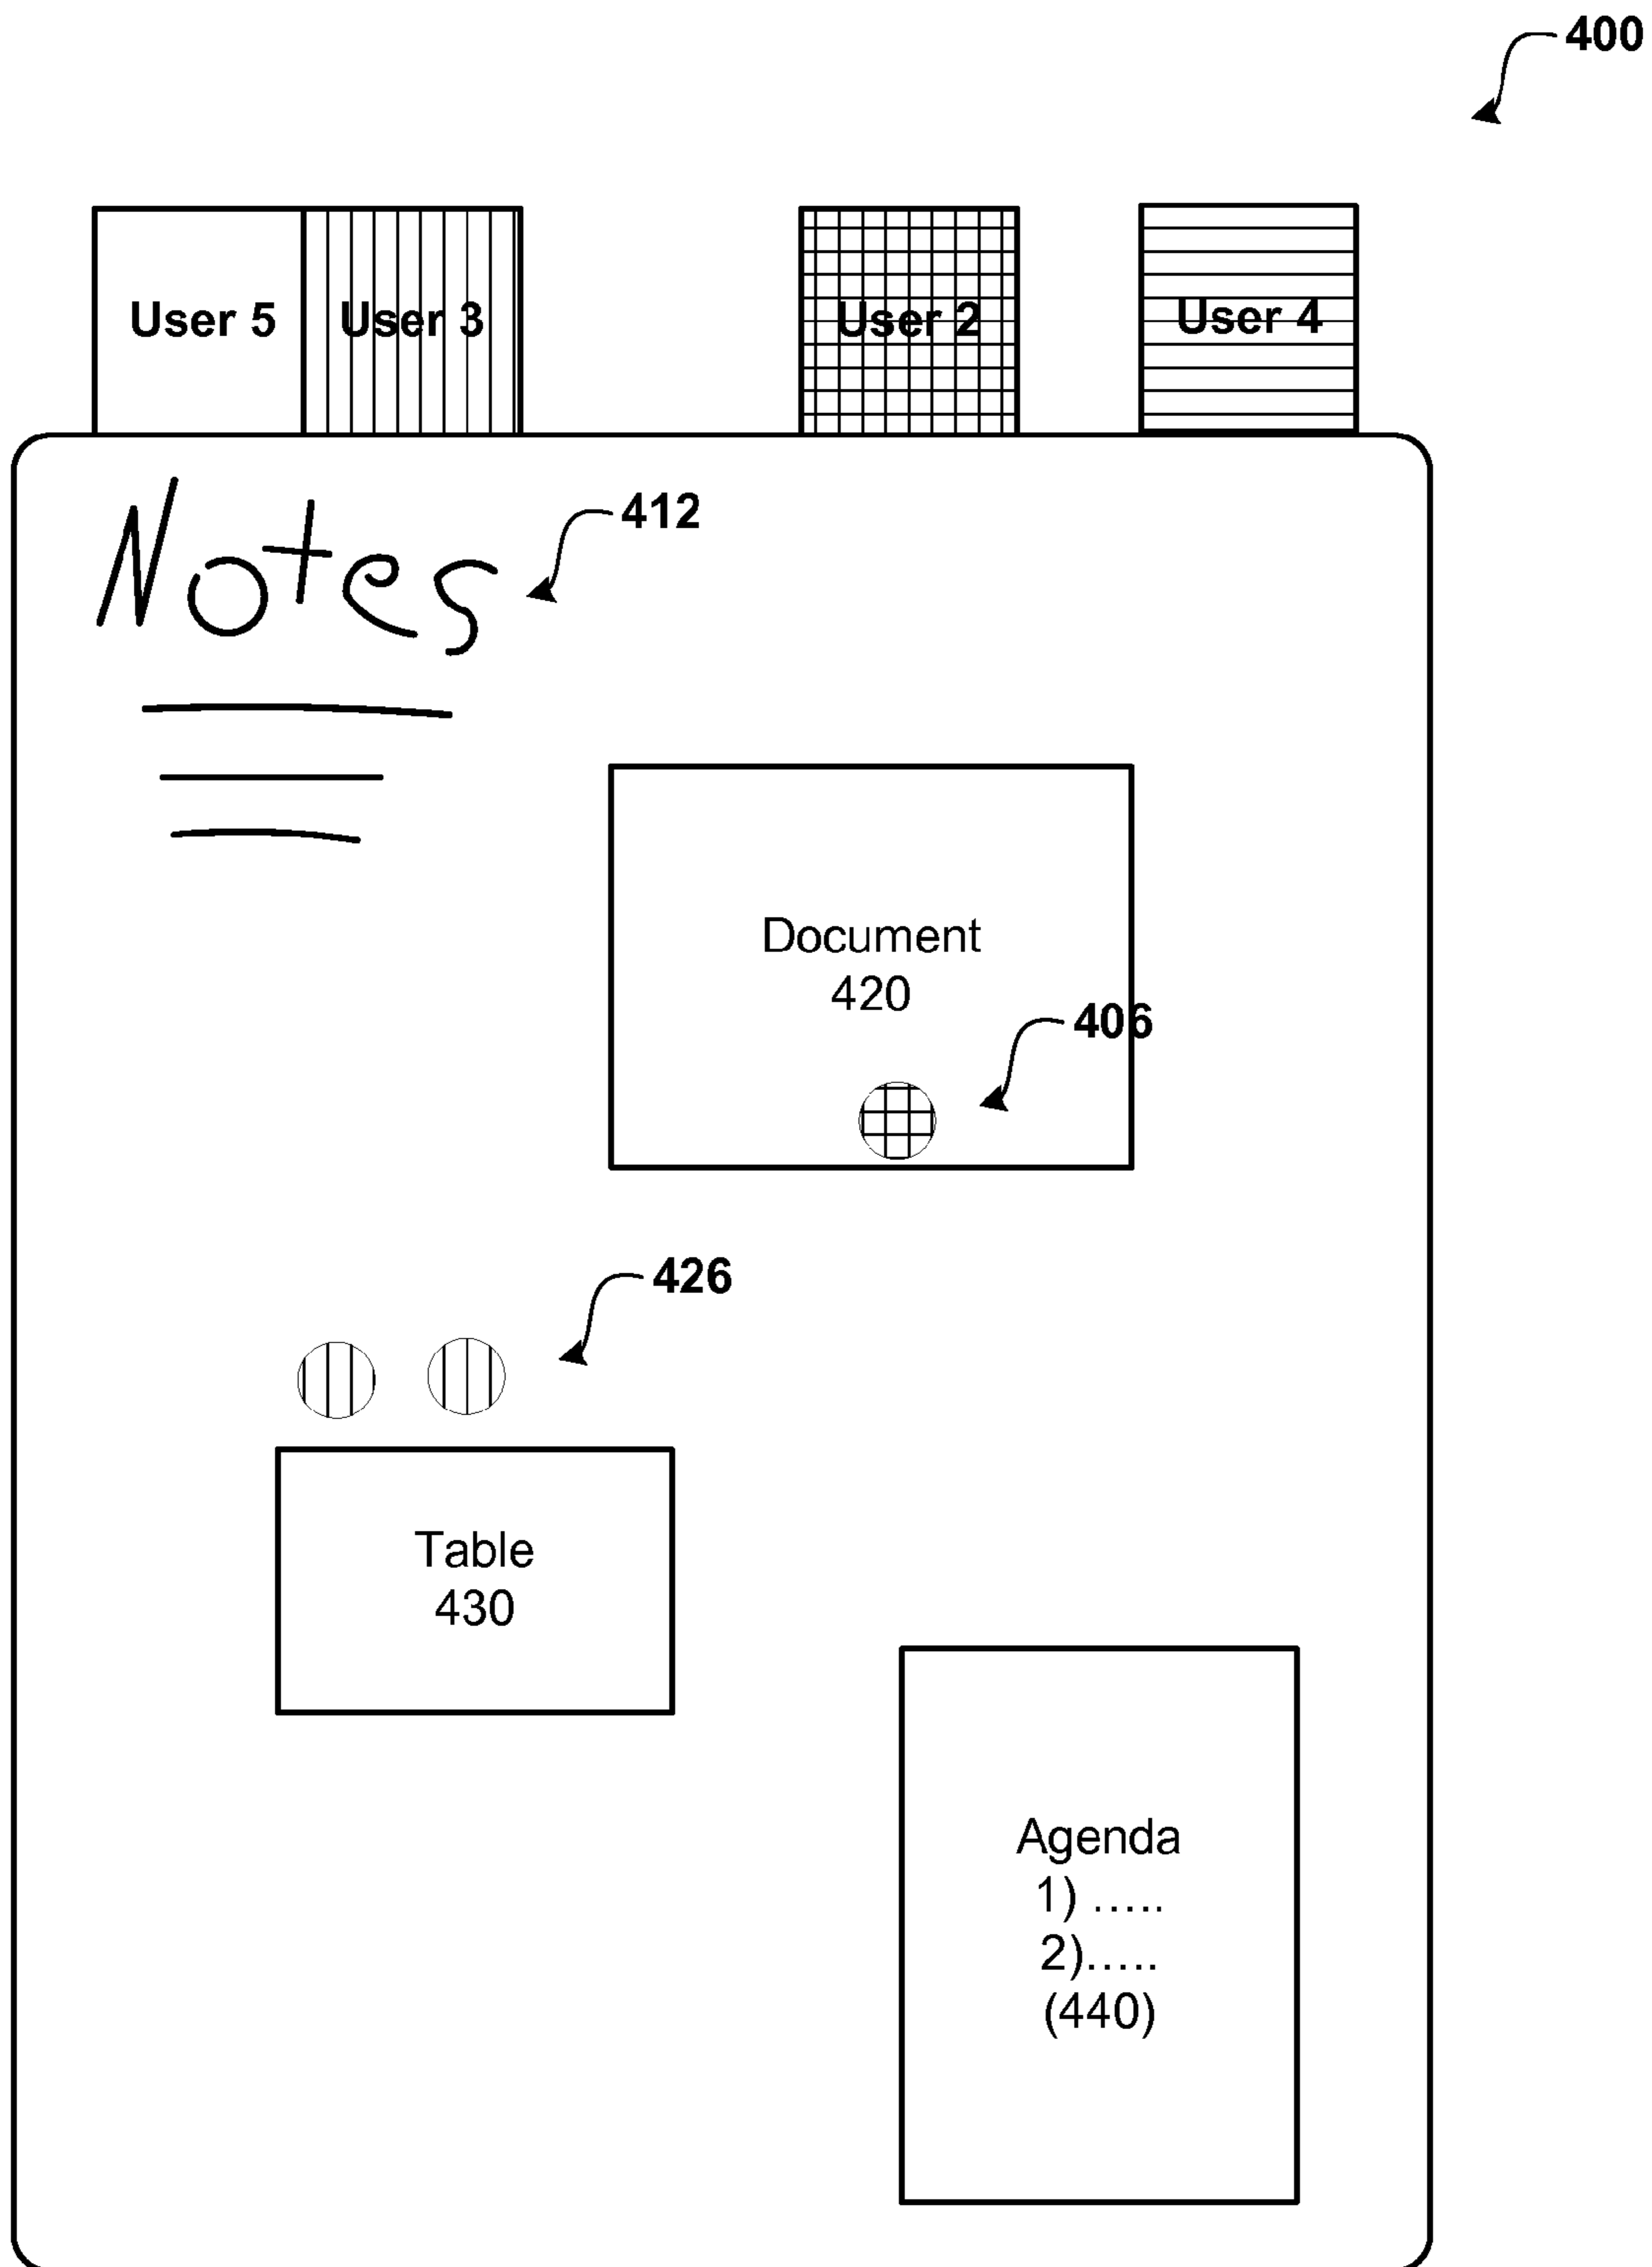 400
User 5 User 3 User 2 User 4
Notes
412
Document
420
406
426
Table
430
Agenda
1) .....
2).....
(440)